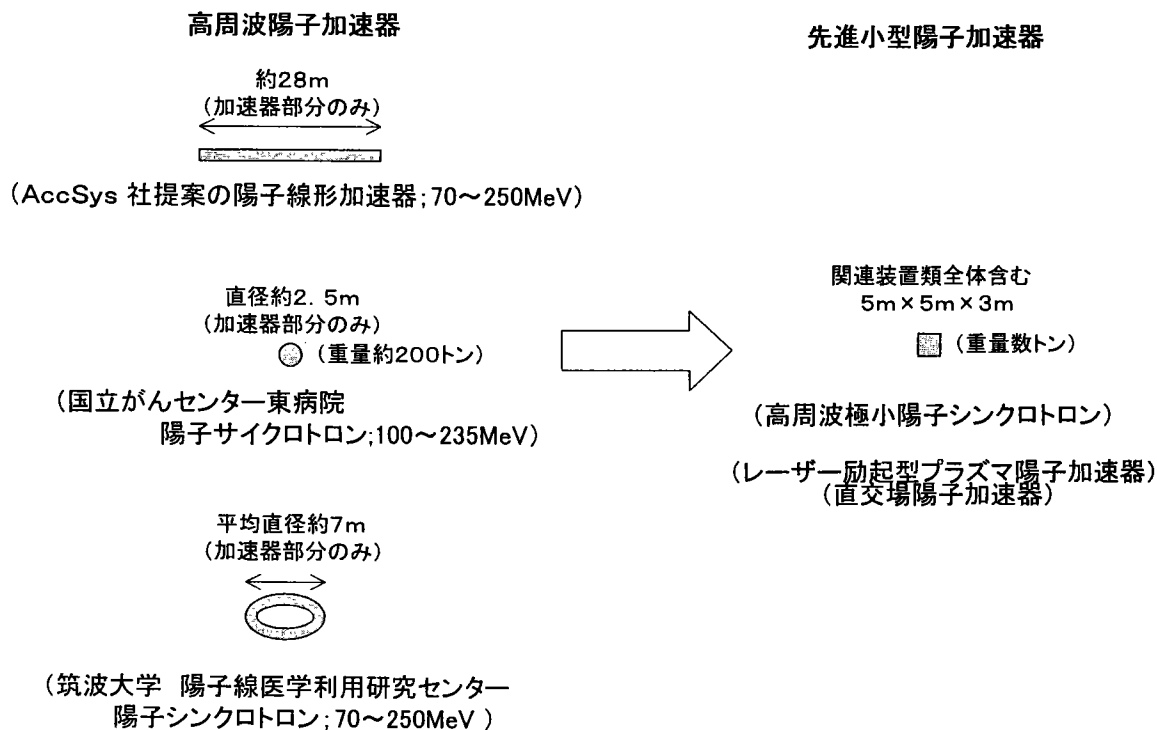 高周波陽子加速器
約28m
(加速器部分のみ)
(AccSys 社提案の陽子線形加速器;70～250MeV)
直径約2．5m
(加速器部分のみ)
(重量約200トン)
(国立がんセンター東病院
陽子サイクロトロン;100～235MeV)
平均直径約7m
(加速器部分のみ)
(筑波大学 陽子線医学利用研究センター
陽子シンクロトロン;70～250MeV )
先進小型陽子加速器
関連装置類全体含む
5m×5m×3m
(重量数トン)
(高周波極小陽子シンクロトロン)
(レーザー励起型プラズマ陽子加速器)
(直交場陽子加速器)